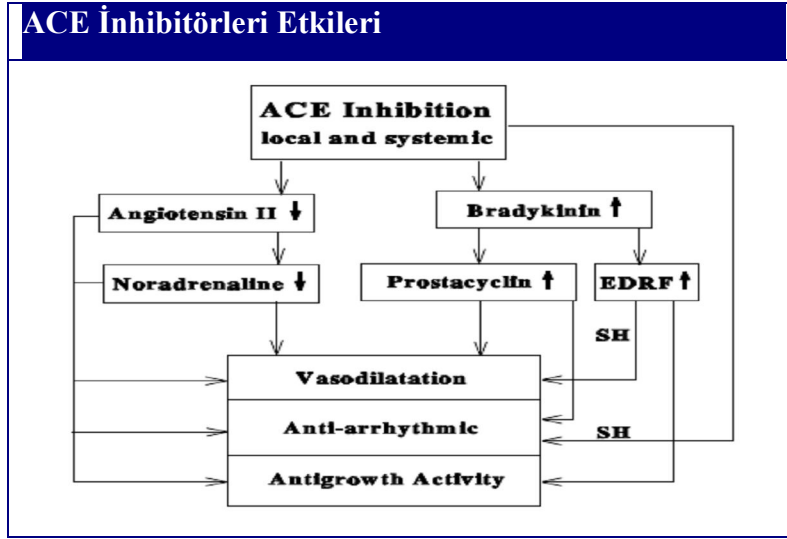 ACE İnhibitörleri Etkileri
ACE Inhibition
local and systemic
Angiotensin II ↓
Bradykinin ↑
Noradrenaline ↓
Prostacyclin ↑
EDRF ↑
SH
Vasodilatation
Anti-arrhythmic
SH
Antigrowth Activity